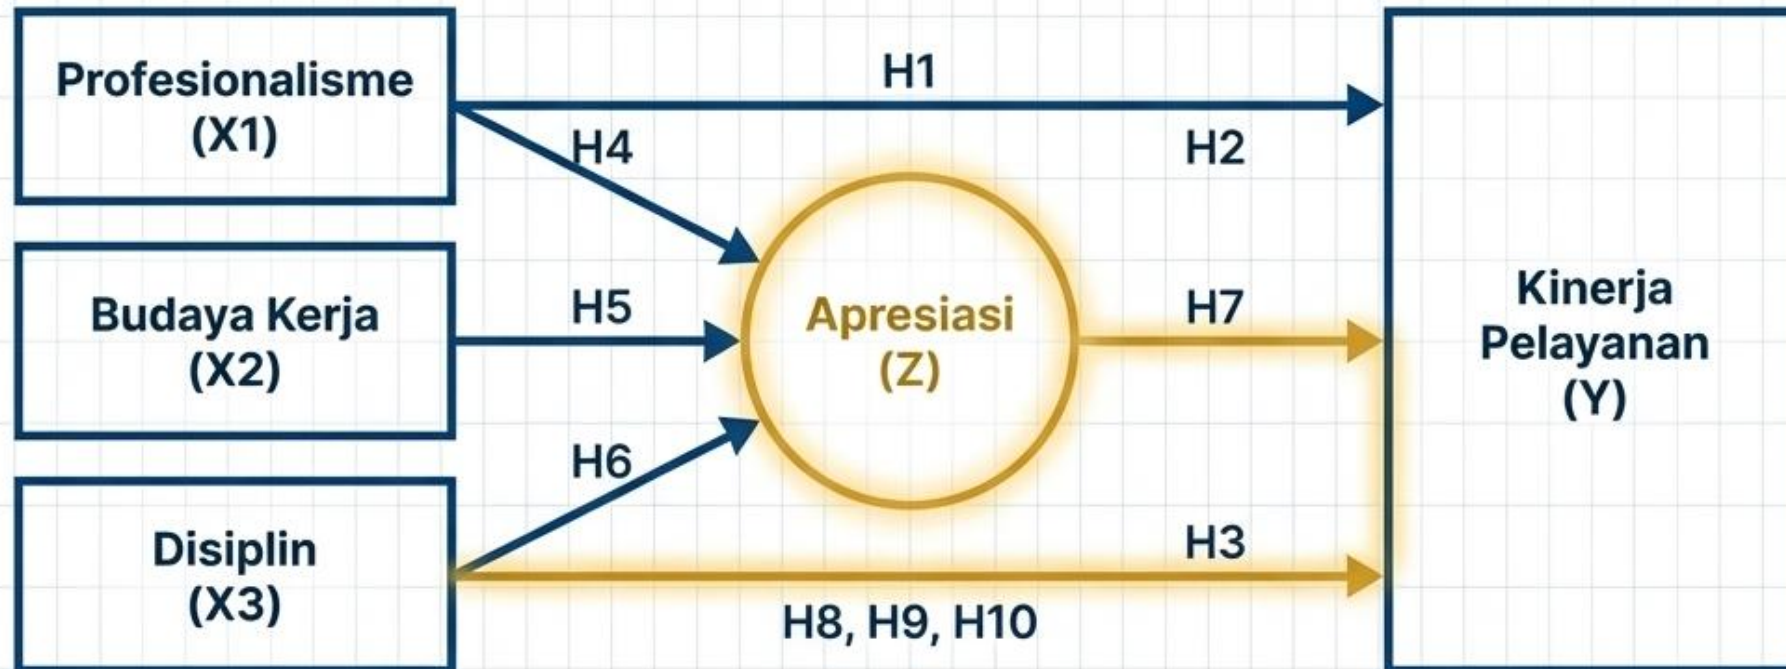 Profesionalisme
(X1)
H1
H4
H2
Budaya Kerja
(X2)
H5
Apresiasi
(Z)
H7
Kinerja
Pelayanan
(Y)
H6
Disiplin
(X3)
H3
H8, H9, H10